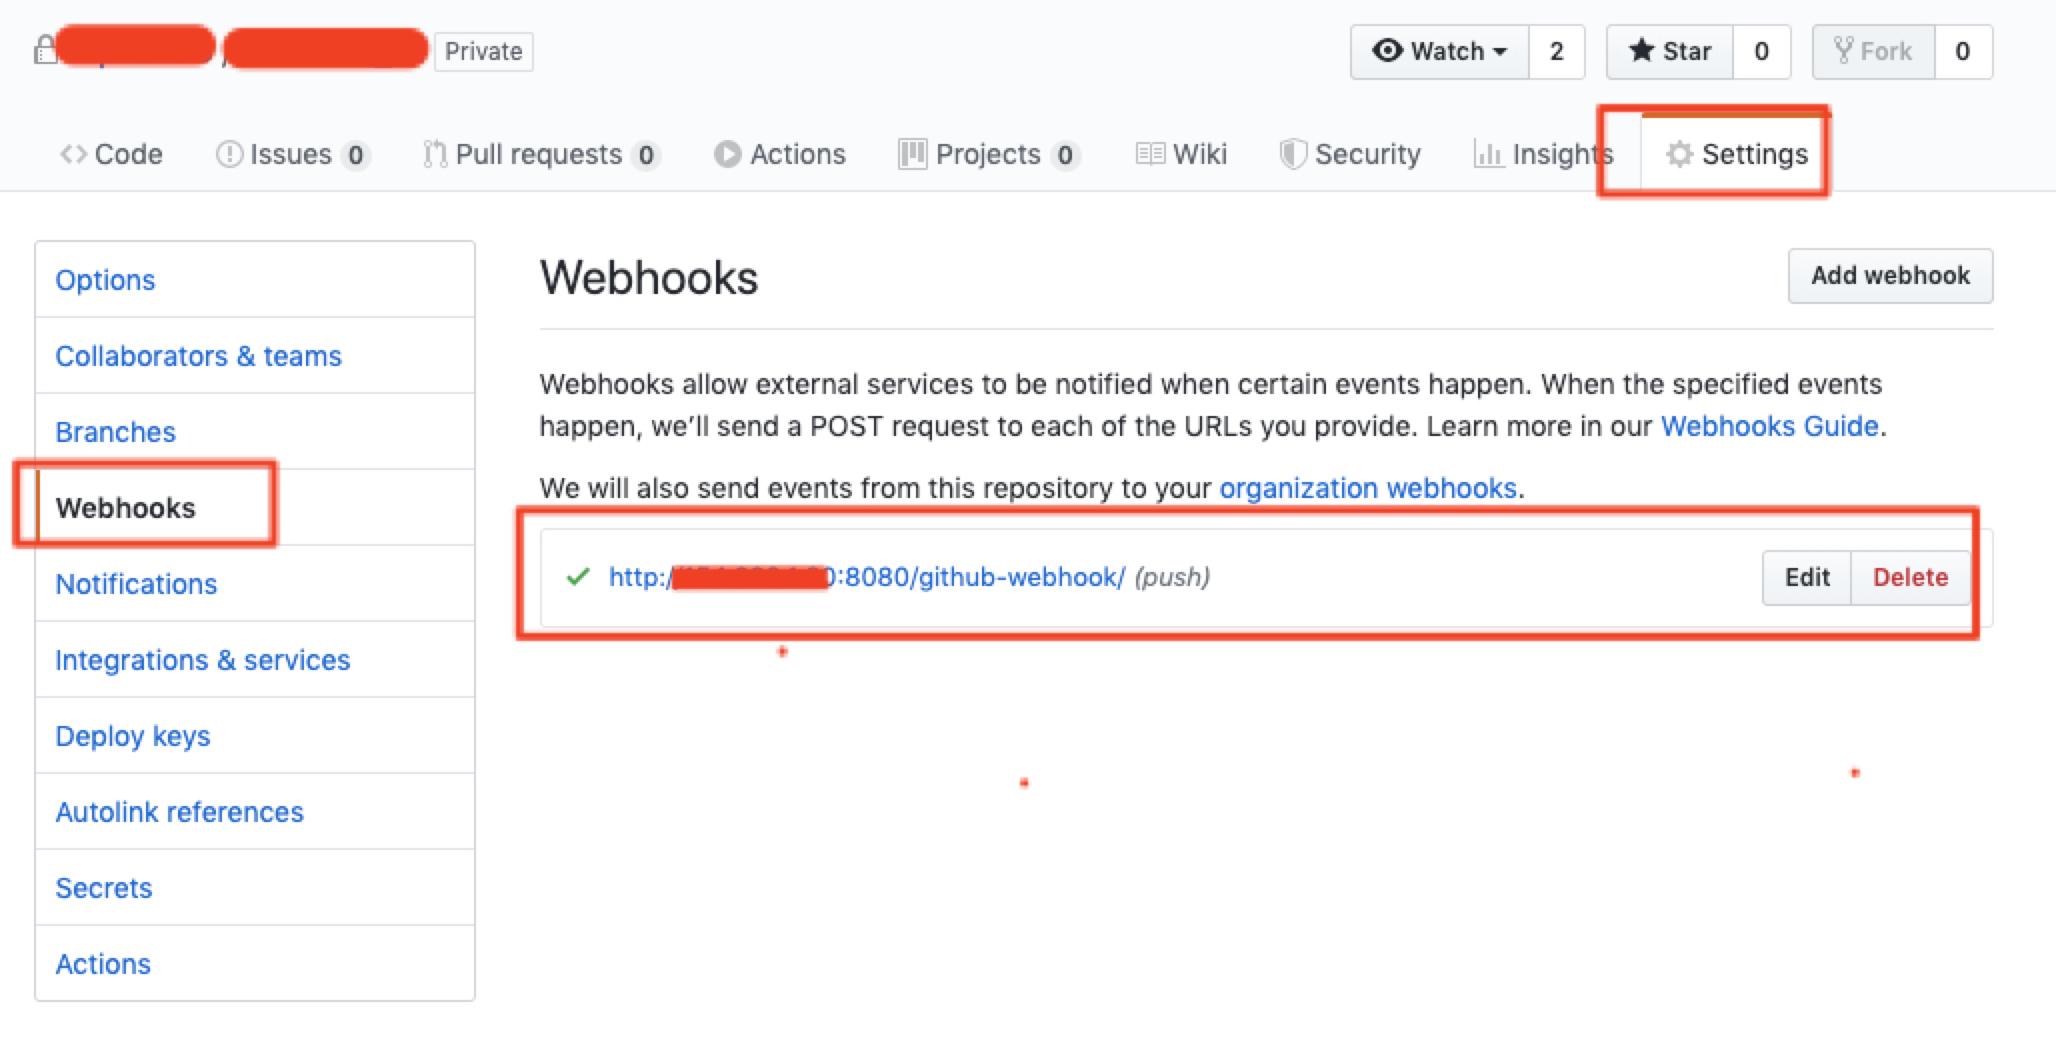 Private
Watch 2
Star 0
Fork 0
Code
Issues 0
Pull requests 0
Actions
Projects 0
Wiki
Security
Insights
Settings
Options
Collaborators & teams
Branches
Webhooks
Notifications
Integrations & services
Deploy keys
Autolink references
Secrets
Actions
Webhooks
Add webhook
Webhooks allow external services to be notified when certain events happen. When the specified events
happen, we’ll send a POST request to each of the URLs you provide. Learn more in our Webhooks Guide.
We will also send events from this repository to your organization webhooks.
http:/ :8080/github-webhook/ (push)
Edit
Delete